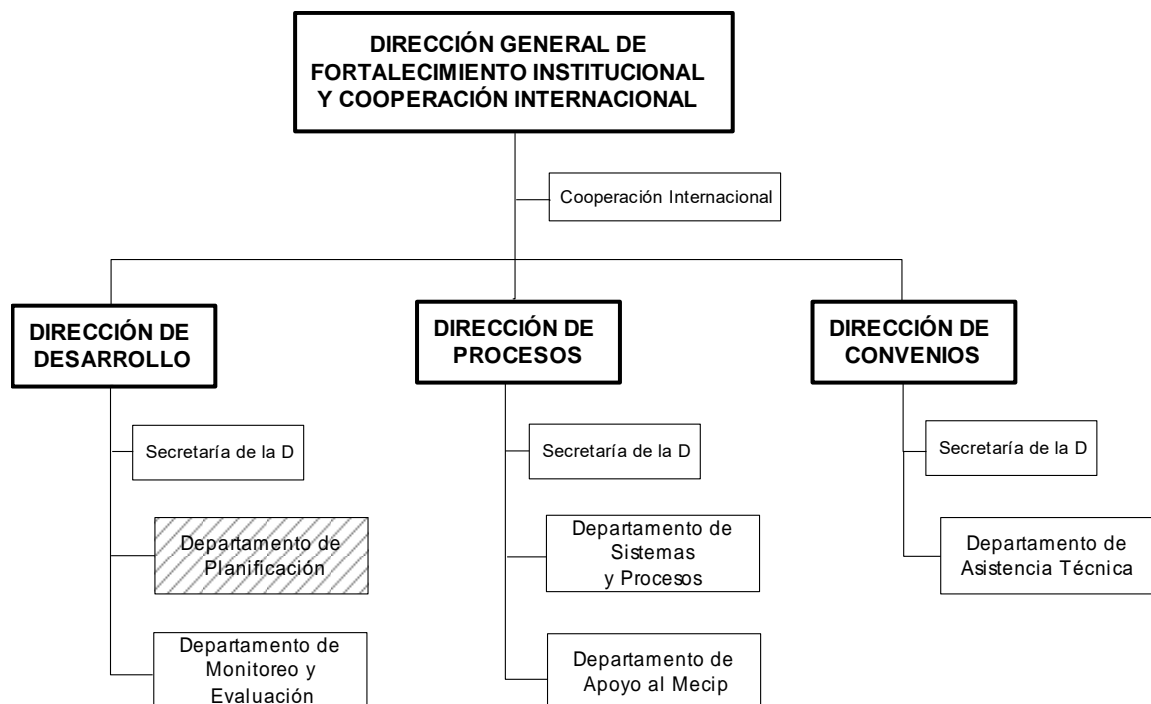 DIRECCIÓN GENERAL DE
FORTALECIMIENTO INSTITUCIONAL
Y COOPERACIÓN INTERNACIONAL
Cooperación Internacional
DIRECCIÓN DE
DESARROLLO
DIRECCIÓN DE
PROCESOS
DIRECCIÓN DE
CONVENIOS
Secretaría de la D
Secretaría de la D
Secretaría de la D
Departamento de
Planificación
Departamento de
Sistemas
y Procesos
Departamento de
Asistencia Técnica
Departamento de
Monitoreo y
Evaluación
Departamento de
Apoyo al Mecip